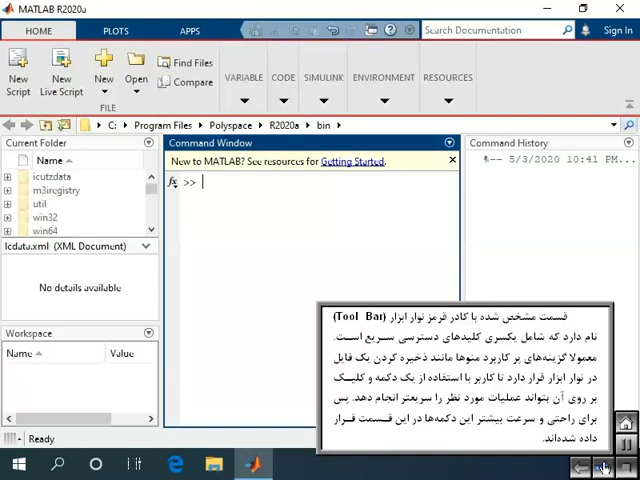 MATLAB R2020a
HOME PLOTS APPS Search Documentation Sign In
New Script New Live Script New Open Find Files Compare VARIABLE CODE SIMULINK ENVIRONMENT RESOURCES
FILE
C: Program Files Polyspace R2020a bin
Current Folder
Name
icutzdata
m3iregistry
util
win32
win64
lcdata.xml (XML Document)
No details available
Workspace
Name Value
Command Window
New to MATLAB? See resources for Getting Started.
fx >>
Command History
%-- 5/3/2020 10:41 PM...
قسمت مشخص شده با کادر قرمز نوار ابزار (Tool Bar)
نام دارد که شامل یکسری کلیدهای دسترسی سریع است.
معمولا گزینه‌های پر کاربرد منوها مانند ذخیره کردن یک فایل
در نوار ابزار قرار دارد تا کاربر با استفاده از یک دکمه و کلیک
بر روی آن بتواند عملیات مورد نظر را سریعتر انجام دهد. پس
برای راحتی و سرعت بیشتر این دکمه‌ها در این قسمت قرار
داده شده‌اند.
Ready